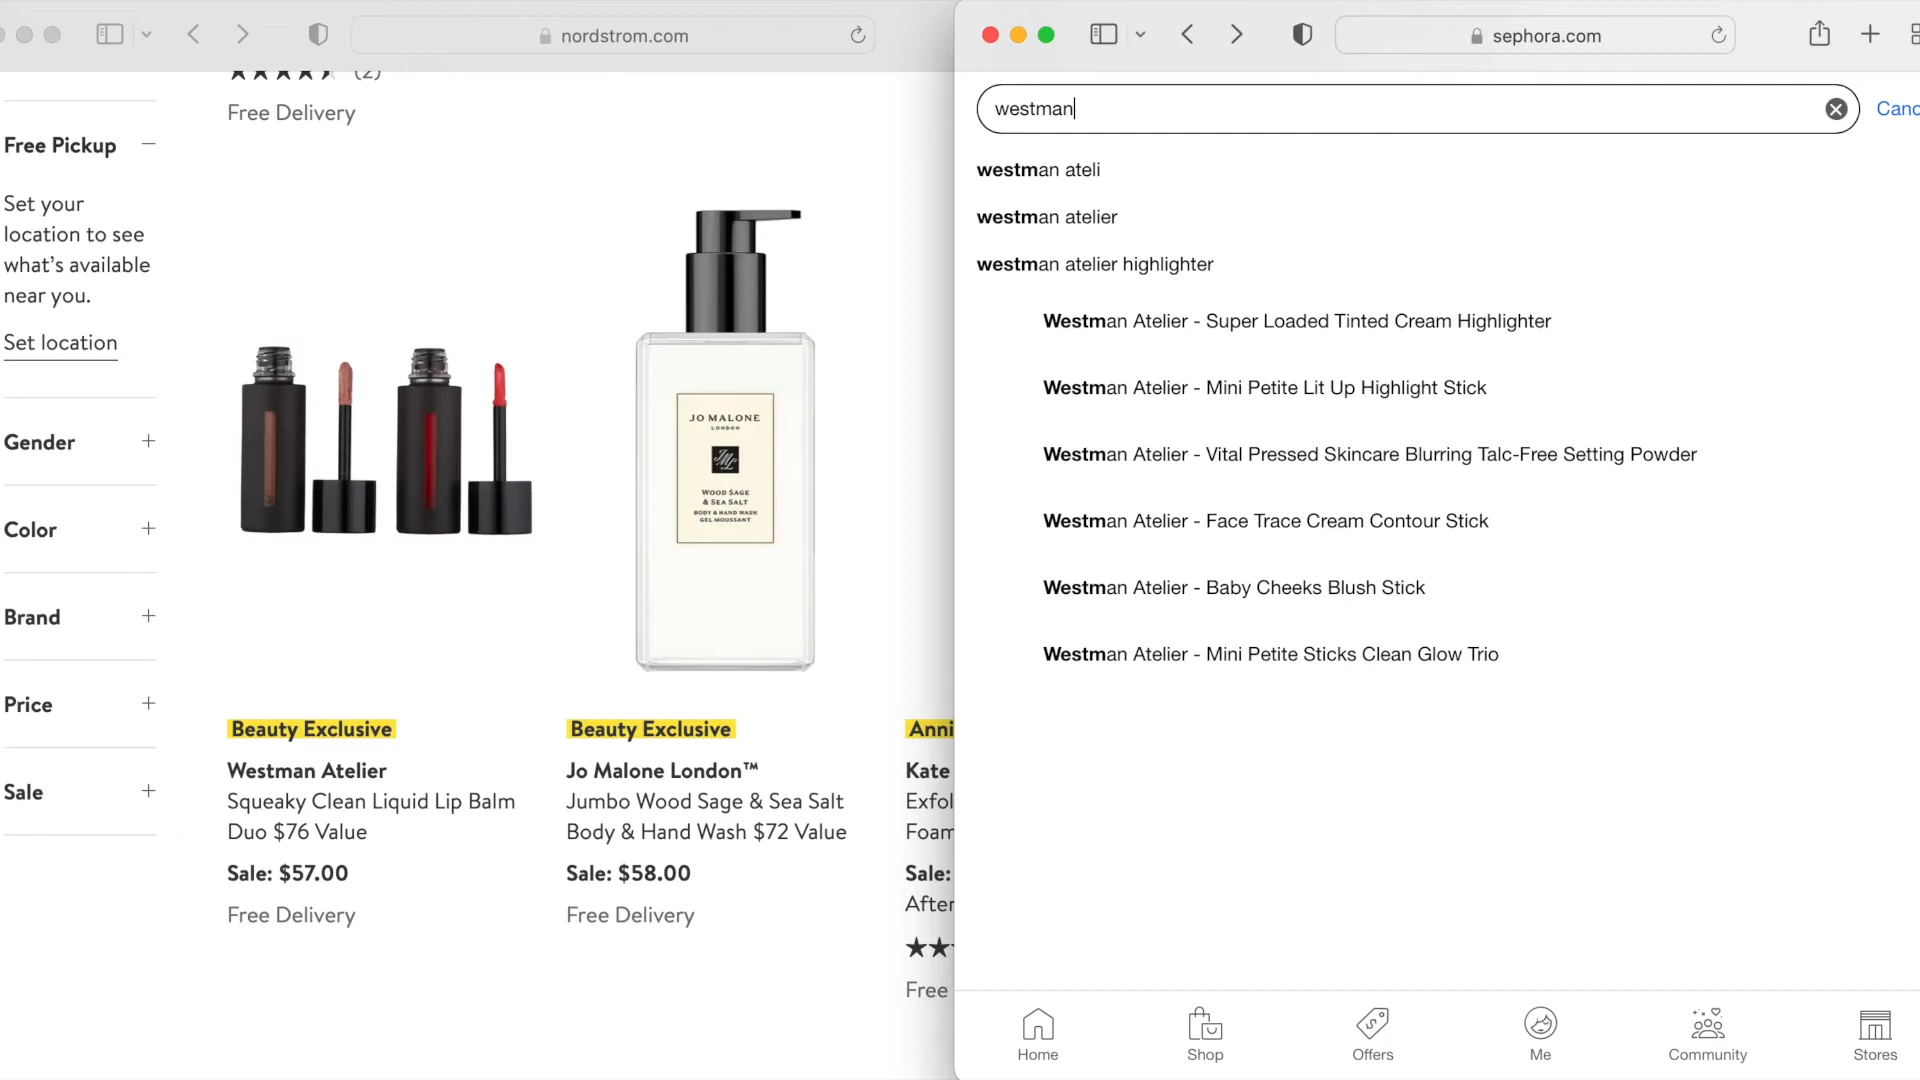 nordstrom.com
(2)
Free Delivery
Free Pickup
Set your
location to see
what's available
near you.
Set location
Gender
Color
Brand
Price
Sale
JO MALONE
LONDON
WOOD SAGE
& SEA SALT
BODY & HAND WASH
GEL MOUSSANT
Beauty Exclusive
Westman Atelier
Squeaky Clean Liquid Lip Balm
Duo $76 Value
Sale: $57.00
Free Delivery
Beauty Exclusive
Jo Malone London™
Jumbo Wood Sage & Sea Salt
Body & Hand Wash $72 Value
Sale: $58.00
Free Delivery
Anni
Kate
Exfol
Foam
Sale:
After
Free
sephora.com
westman
Canc
westman ateli
westman atelier
westman atelier highlighter
Westman Atelier - Super Loaded Tinted Cream Highlighter
Westman Atelier - Mini Petite Lit Up Highlight Stick
Westman Atelier - Vital Pressed Skincare Blurring Talc-Free Setting Powder
Westman Atelier - Face Trace Cream Contour Stick
Westman Atelier - Baby Cheeks Blush Stick
Westman Atelier - Mini Petite Sticks Clean Glow Trio
Home
Shop
Offers
Me
Community
Stores